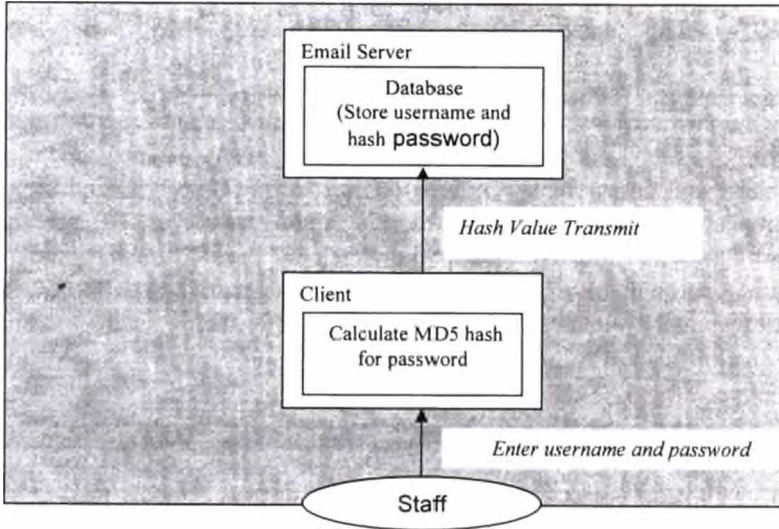 Email Server
Database
(Store username and
hash password)
Hash Value Transmit
Client
Calculate MD5 hash
for password
Enter username and password
Staff